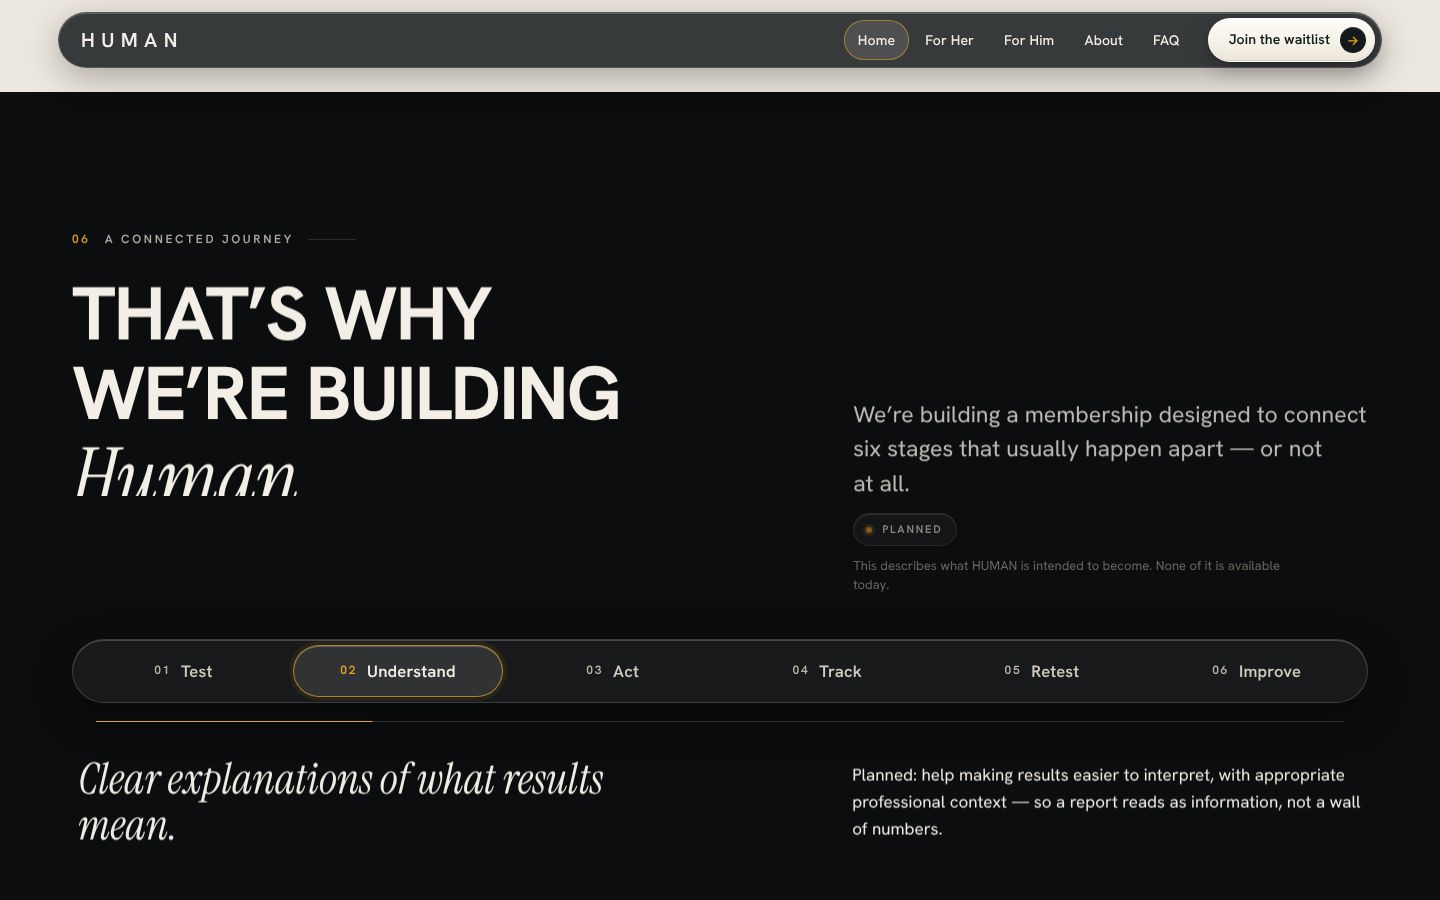 HUMAN
Home
For Her
For Him
About
FAQ
Join the waitlist →
06 A CONNECTED JOURNEY
THAT’S WHY
WE’RE BUILDING
Human
We’re building a membership designed to connect
six stages that usually happen apart — or not
at all.
PLANNED
This describes what HUMAN is intended to become. None of it is available
today.
01 Test
02 Understand
03 Act
04 Track
05 Retest
06 Improve
Clear explanations of what results
mean.
Planned: help making results easier to interpret, with appropriate
professional context — so a report reads as information, not a wall
of numbers.